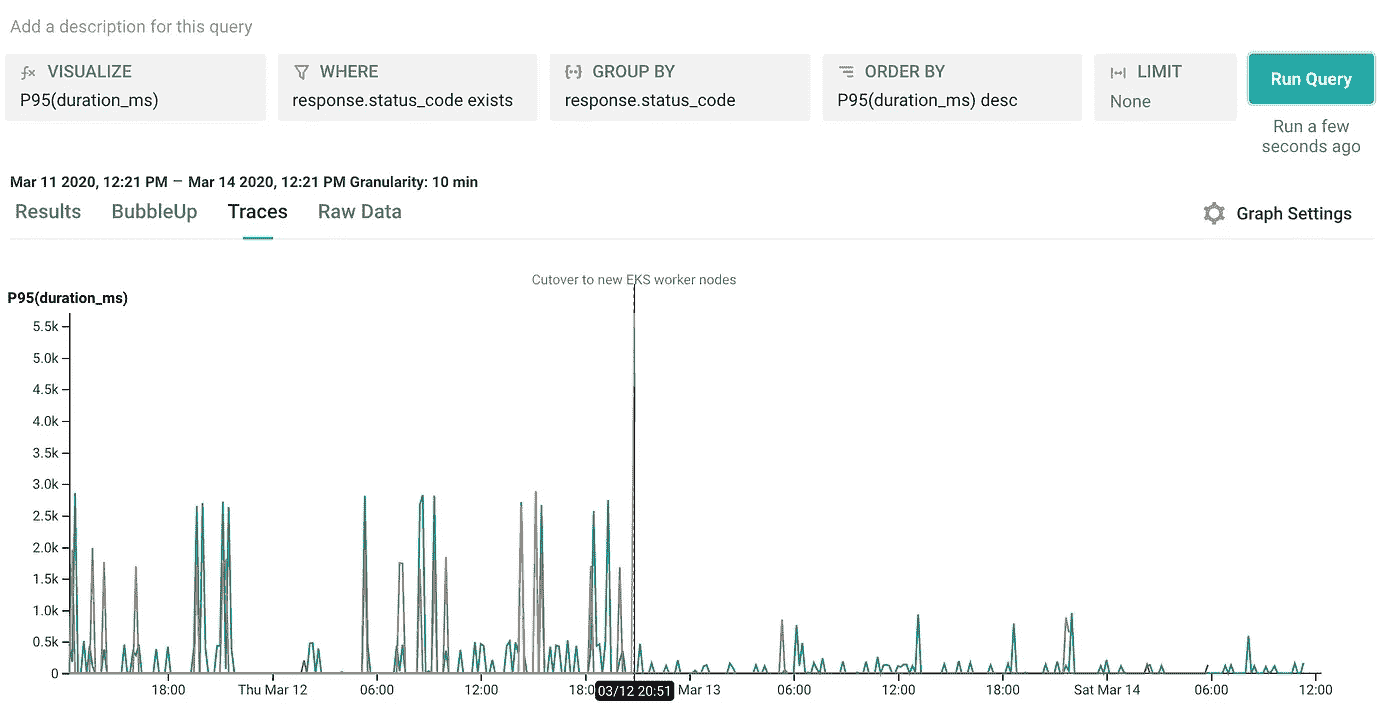 Add a description for this query
VISUALIZE
P95(duration_ms)
WHERE
response.status_code exists
GROUP BY
response.status_code
ORDER BY
P95(duration_ms) desc
LIMIT
None
Run Query
Run a few
seconds ago
Mar 11 2020, 12:21 PM – Mar 14 2020, 12:21 PM Granularity: 10 min
Results BubbleUp Traces Raw Data
Graph Settings
Cutover to new EKS worker nodes
P95(duration_ms)
5.5k
5.0k
4.5k
4.0k
3.5k
3.0k
2.5k
2.0k
1.5k
1.0k
0.5k
0
18:00 Thu Mar 12 06:00 12:00 18:0 03/12 20:51 Mar 13 06:00 12:00 18:00 Sat Mar 14 06:00 12:00